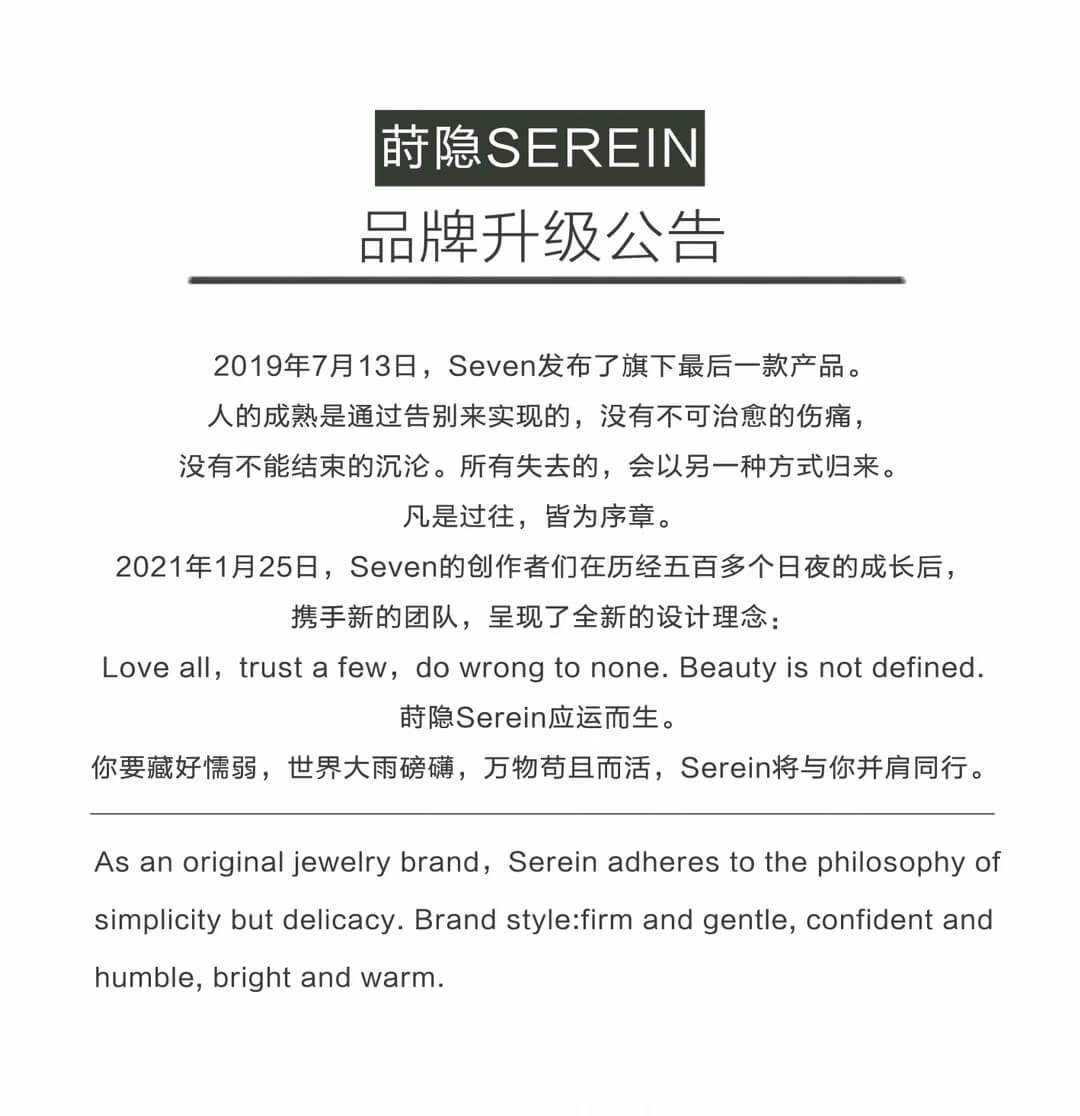 莳隐SEREIN
品牌升级公告
2019年7月13日，Seven发布了旗下最后一款产品。
人的成熟是通过告别来实现的，没有不可治愈的伤痛，
没有不能结束的沉沦。所有失去的，会以另一种方式归来。
凡是过往，皆为序章。
2021年1月25日，Seven的创作者们在历经五百多个日夜的成长后，
携手新的团队，呈现了全新的设计理念：
Love all，trust a few，do wrong to none. Beauty is not defined.
莳隐Serein应运而生。
你要藏好懦弱，世界大雨磅礴，万物苟且而活，Serein将与你并肩同行。
As an original jewelry brand，Serein adheres to the philosophy of
simplicity but delicacy. Brand style:firm and gentle, confident and
humble, bright and warm.